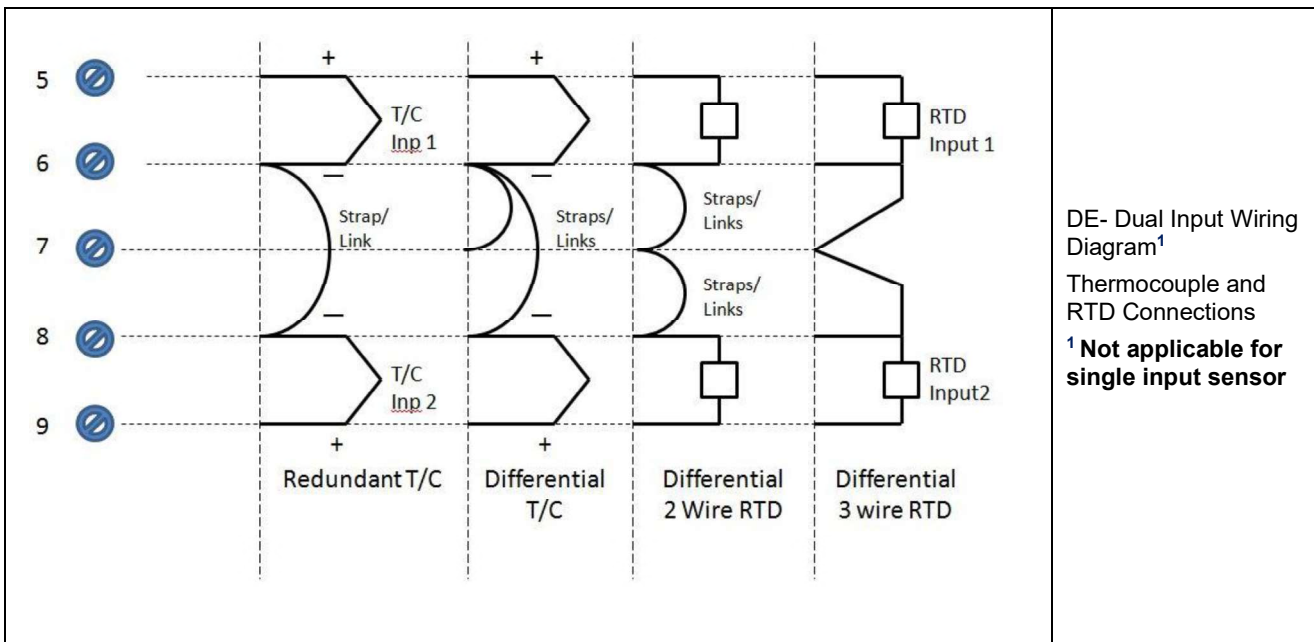 +
+
5
T/C
Inp 1
RTD
Input 1
6
—
—
Strap/
Link
Straps/
Links
Straps/
Links
7
Straps/
Links
—
—
8
T/C
Inp 2
RTD
Input2
9
+
+
Redundant T/C
Differential
T/C
Differential
2 Wire RTD
Differential
3 wire RTD
DE- Dual Input Wiring
Diagram¹
Thermocouple and
RTD Connections
¹ Not applicable for
single input sensor